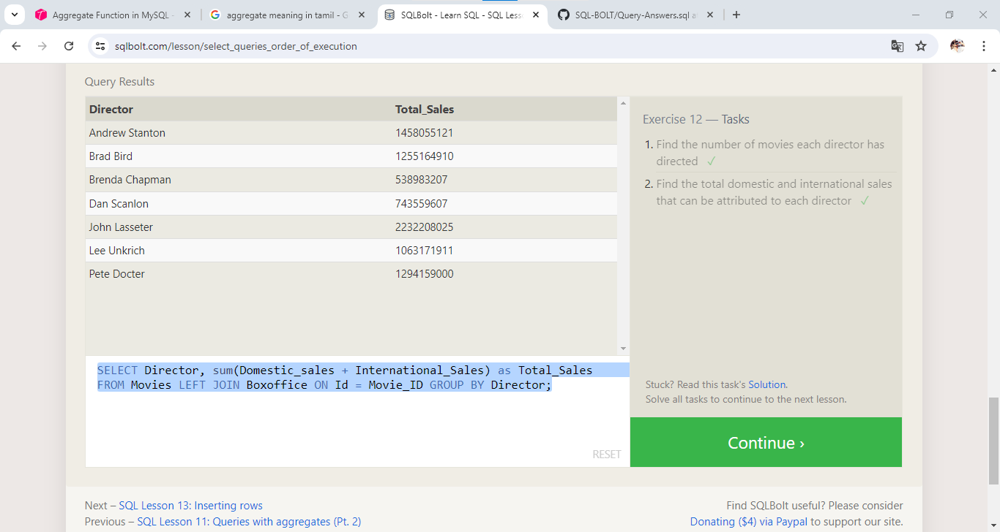 Aggregate Function in MySQL -
aggregate meaning in tamil - G
SQLBolt - Learn SQL - SQL Less
SQL-BOLT/Query-Answers.sql a
sqlbolt.com/lesson/select_queries_order_of_execution
Query Results
Director Total_Sales
Andrew Stanton 1458055121
Brad Bird 1255164910
Brenda Chapman 538983207
Dan Scanlon 743559607
John Lasseter 2232208025
Lee Unkrich 1063171911
Pete Docter 1294159000
SELECT Director, sum(Domestic_sales + International_Sales) as Total_Sales
FROM Movies LEFT JOIN Boxoffice ON Id = Movie_ID GROUP BY Director;
RESET
Exercise 12 — Tasks
1. Find the number of movies each director has
directed ✓
2. Find the total domestic and international sales
that can be attributed to each director ✓
Stuck? Read this task's Solution.
Solve all tasks to continue to the next lesson.
Continue ›
Next – SQL Lesson 13: Inserting rows
Previous – SQL Lesson 11: Queries with aggregates (Pt. 2)
Find SQLBolt useful? Please consider
Donating ($4) via Paypal to support our site.